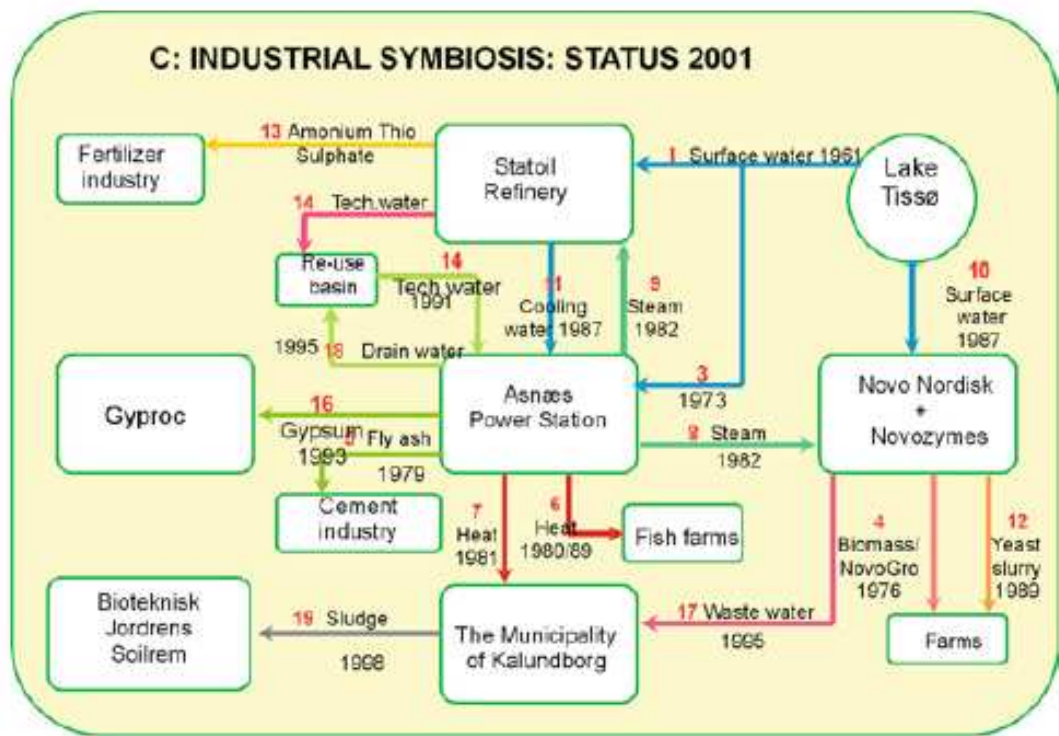 C: INDUSTRIAL SYMBIOSIS: STATUS 2001
13 Amonium Thio
Sulphate
Fertilizer
industry
Statoil
Refinery
1 Surface water 1961
Lake
Tissø
14 Tech.water
Re-use
basin
14
Tech water
1991
11
Cooling
water 1987
9
Steam
1982
10
Surface
water
1987
1995
18 Drain water
3
1973
Gyproc
16
Gypsum
1993
Asnæs
Power Station
Novo Nordisk
+
Novozymes
Fly ash
1979
Steam
1982
Cement
industry
7
Heat
1981
6
Heat
1980/89
Fish farms
4
Biomass/
NovoGro
1976
12
Yeast
slurry
1989
Bioteknisk
Jordrens
Soilrem
19 Sludge
1998
The Municipality
of Kalundborg
17 Waste water
1995
Farms